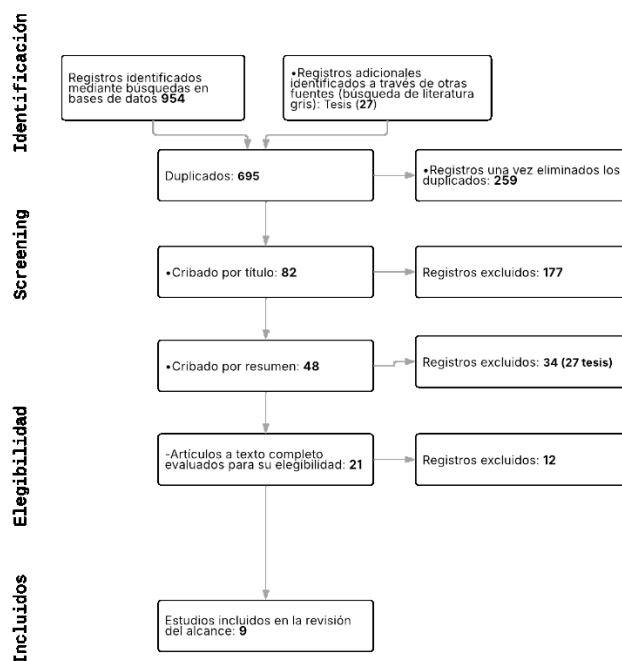 Identificación
Registros identificados
mediante búsquedas en
bases de datos 954
•Registros adicionales
identificados a través de otras
fuentes (búsqueda de literatura
gris): Tesis (27)
Duplicados: 695
•Registros una vez eliminados los
duplicados: 259
Screening
•Cribado por título: 82
Registros excluidos: 177
•Cribado por resumen: 48
Registros excluidos: 34 (27 tesis)
Elegibilidad
-Artículos a texto completo
evaluados para su elegibilidad: 21
Registros excluidos: 12
Incluidos
Estudios incluidos en la revisión
del alcance: 9